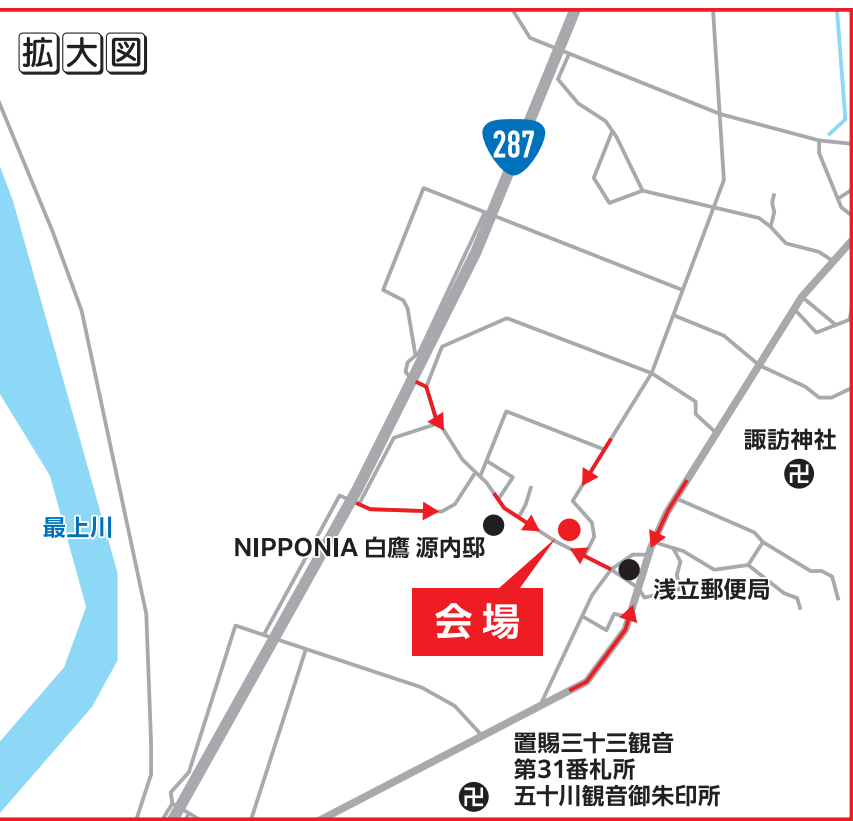 拡大図
287
諏訪神社
卍
最上川
NIPPONIA 白鷹 源内邸
会場
浅立郵便局
置賜三十三観音
第31番札所
卍 五十川観音御朱印所